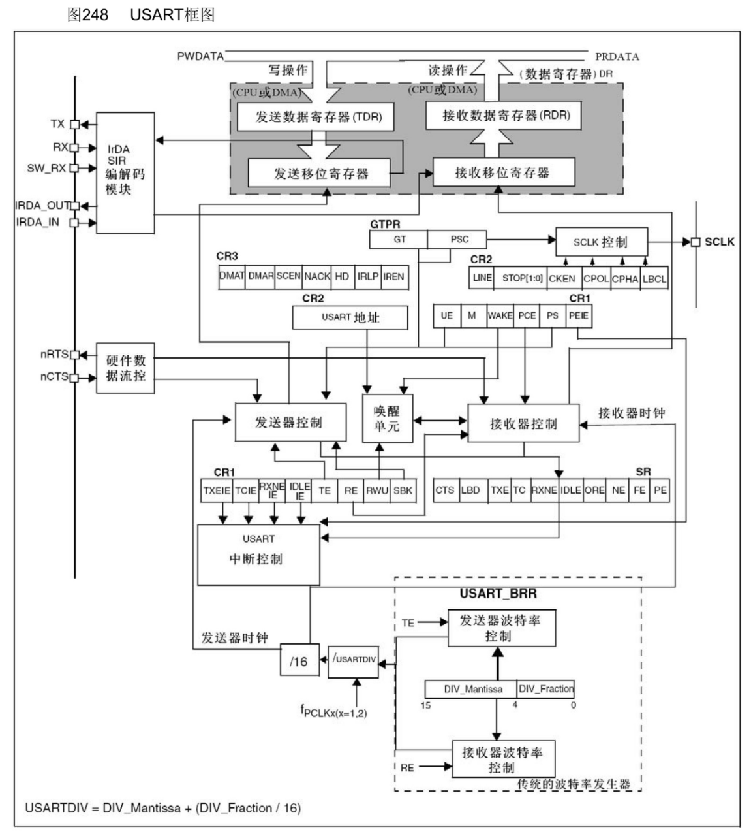 图248 USART框图
PWDATA
PRDATA
写操作
读操作
(数据寄存器) DR
(CPU或DMA)
(CPU或DMA)
发送数据寄存器(TDR)
接收数据寄存器(RDR)
TX
RX
SW_RX
IRDA_OUT
IRDA_IN
IrDA
SIR
编解码
模块
发送移位寄存器
接收移位寄存器
GTPR
GT PSC
SCLK 控制
SCLK
CR3
DMAT DMAR SCEN NACK HD IRLP IREN
CR2
LINE STOP[1:0] CKEN CPOL CPHA LBCL
CR2
USART 地址
CR1
UE M WAKE PCE PS PEIE
nRTS
nCTS
硬件数
据流控
发送器控制
唤醒
单元
接收器控制
接收器时钟
CR1
TXEIE TCIE RXNE IE IDLE IE TE RE RWU SBK
SR
CTS LBD TXE TC RXNE IDLE ORE NE FE PE
USART
中断控制
USART_BRR
TE
发送器波特率
控制
发送器时钟
/16
/USARTDIV
fPCLKx(x=1,2)
DIV_Mantissa DIV_Fraction
15 4 0
RE
接收器波特率
控制
传统的波特率发生器
USARTDIV = DIV_Mantissa + (DIV_Fraction / 16)